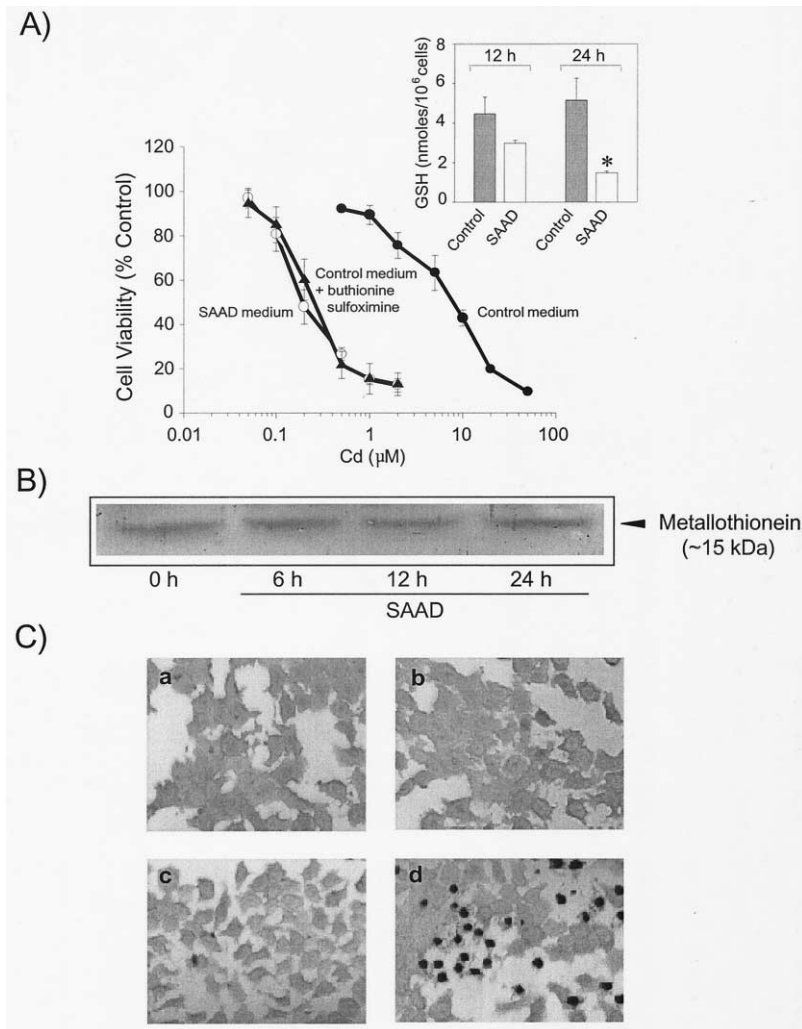 A)
12 h 24 h
8
6
4
2
0
GSH (nmoles/10⁶ cells)
*
Control SAAD Control SAAD
120
100
80
60
40
20
0
Cell Viability (% Control)
SAAD medium
Control medium
+ buthionine
sulfoximine
Control medium
0.01 0.1 1 10 100
Cd (µM)
B)
Metallothionein
(~15 kDa)
0 h 6 h 12 h 24 h
SAAD
C)
a b
c d